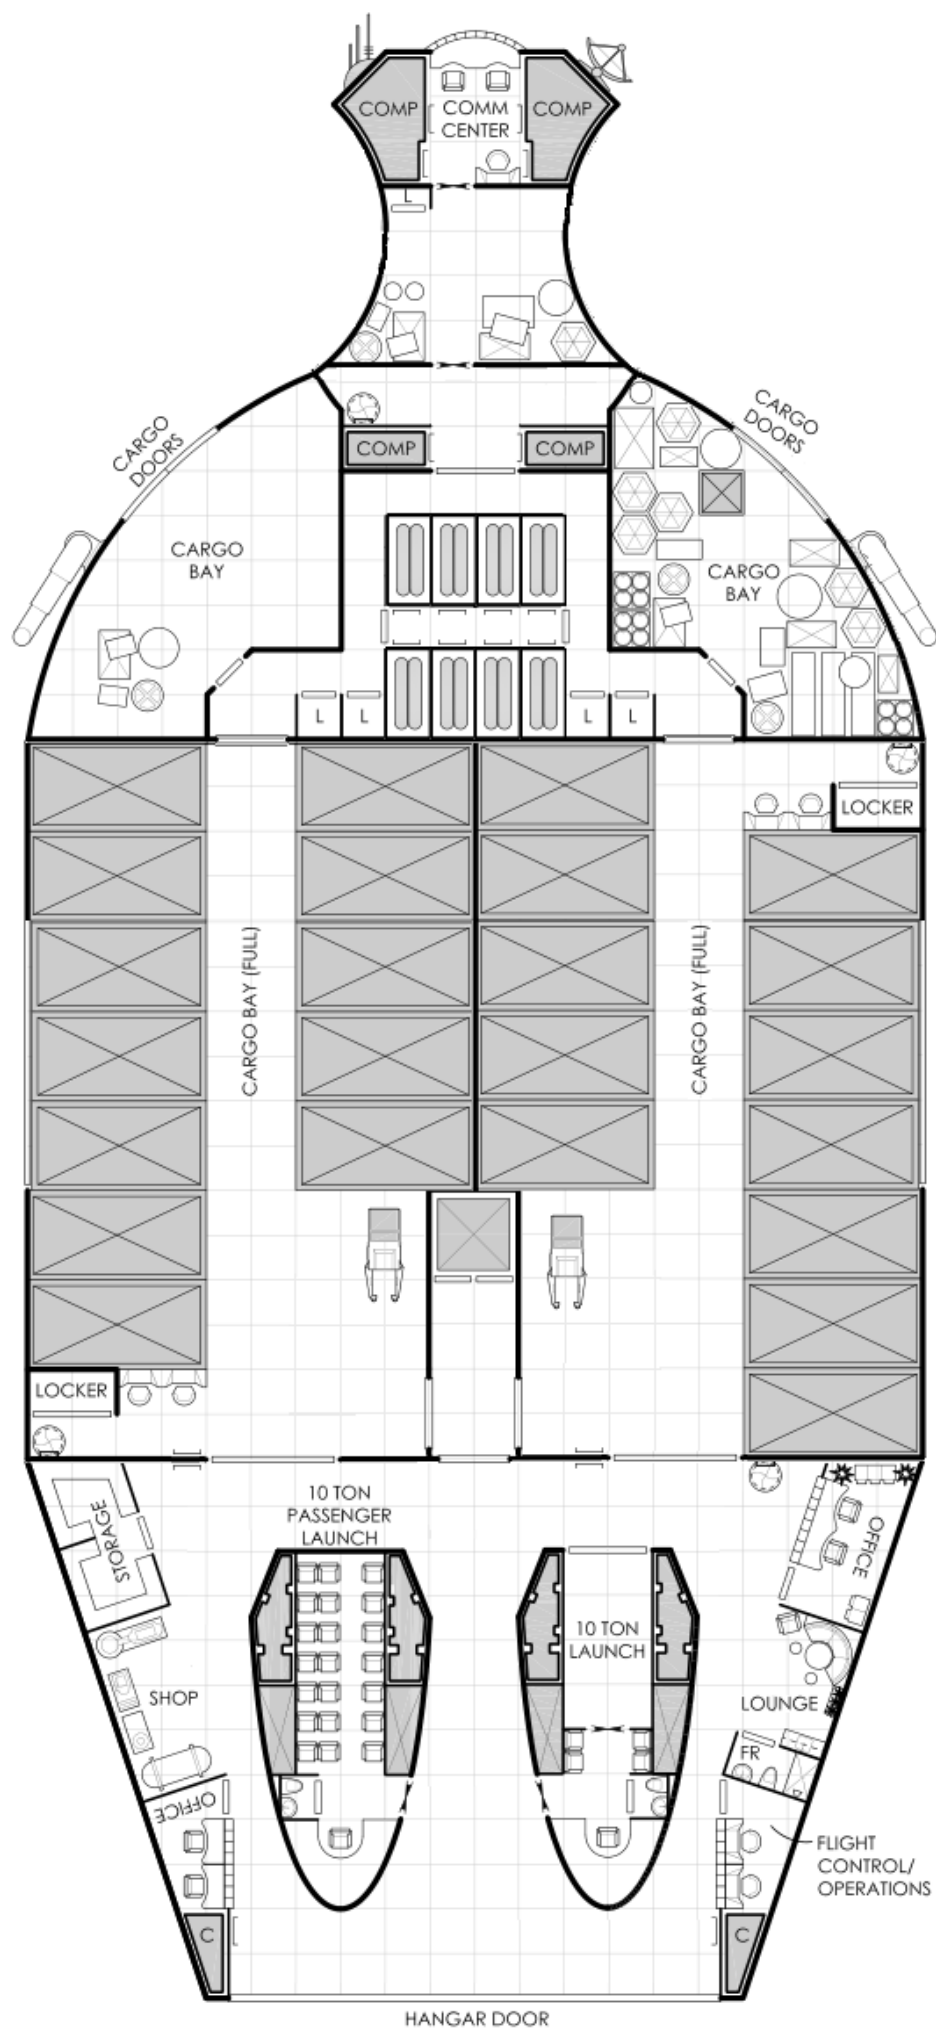 COMP
COMM
CENTER
COMP
L
CARGO
DOORS
CARGO
DOORS
COMP
COMP
CARGO
BAY
CARGO
BAY
L
L
L
L
LOCKER
CARGO BAY (FULL)
CARGO BAY (FULL)
LOCKER
10 TON
PASSENGER
LAUNCH
STORAGE
OFFICE
10 TON
LAUNCH
SHOP
LOUNGE
FR
OFFICE
FLIGHT
CONTROL/
OPERATIONS
C
C
HANGAR DOOR